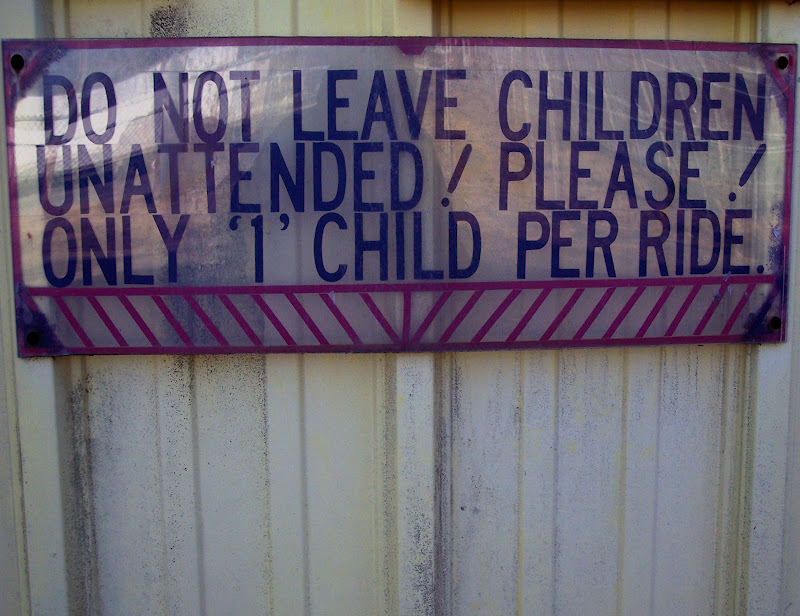 DO NOT LEAVE CHILDREN
UNATTENDED! PLEASE!
ONLY '1' CHILD PER RIDE.